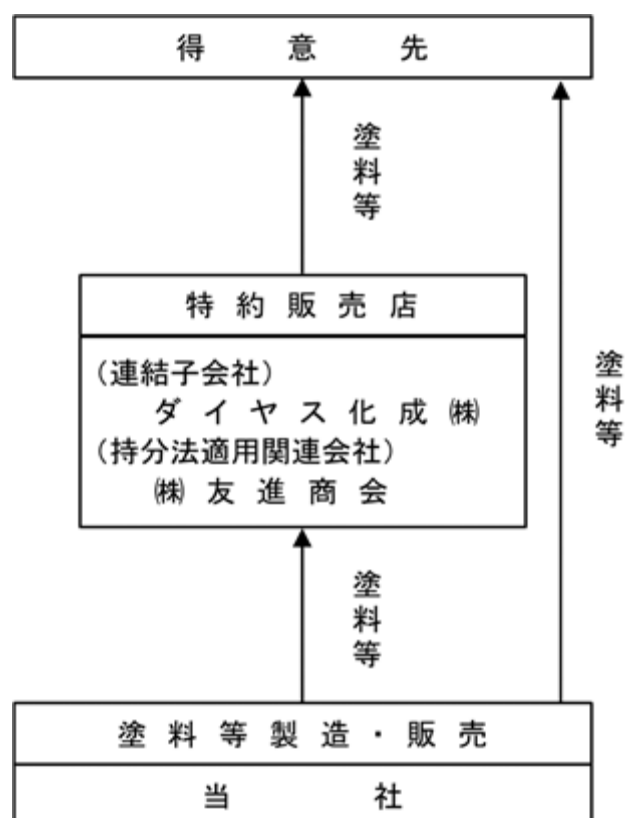 得意先
塗料等
特約販売店
（連結子会社）
ダイヤス化成㈱
（持分法適用関連会社）
㈱友進商会
塗料等
塗料等
塗料等製造・販売
当社